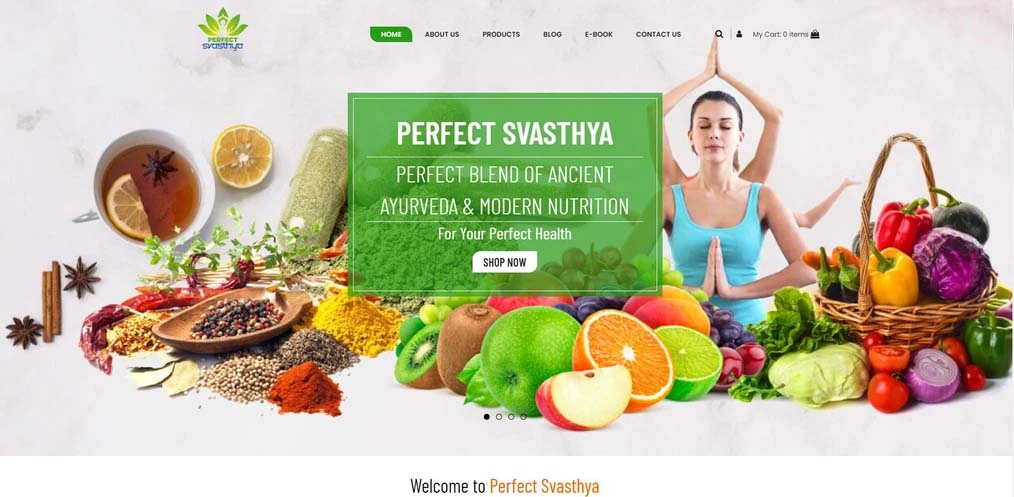 PERFECT
svasthya
HOME
ABOUT US
PRODUCTS
BLOG
E-BOOK
CONTACT US
My Cart: 0 items
PERFECT SVASTHYA
PERFECT BLEND OF ANCIENT
AYURVEDA & MODERN NUTRITION
For Your Perfect Health
SHOP NOW
Welcome to Perfect Svasthya